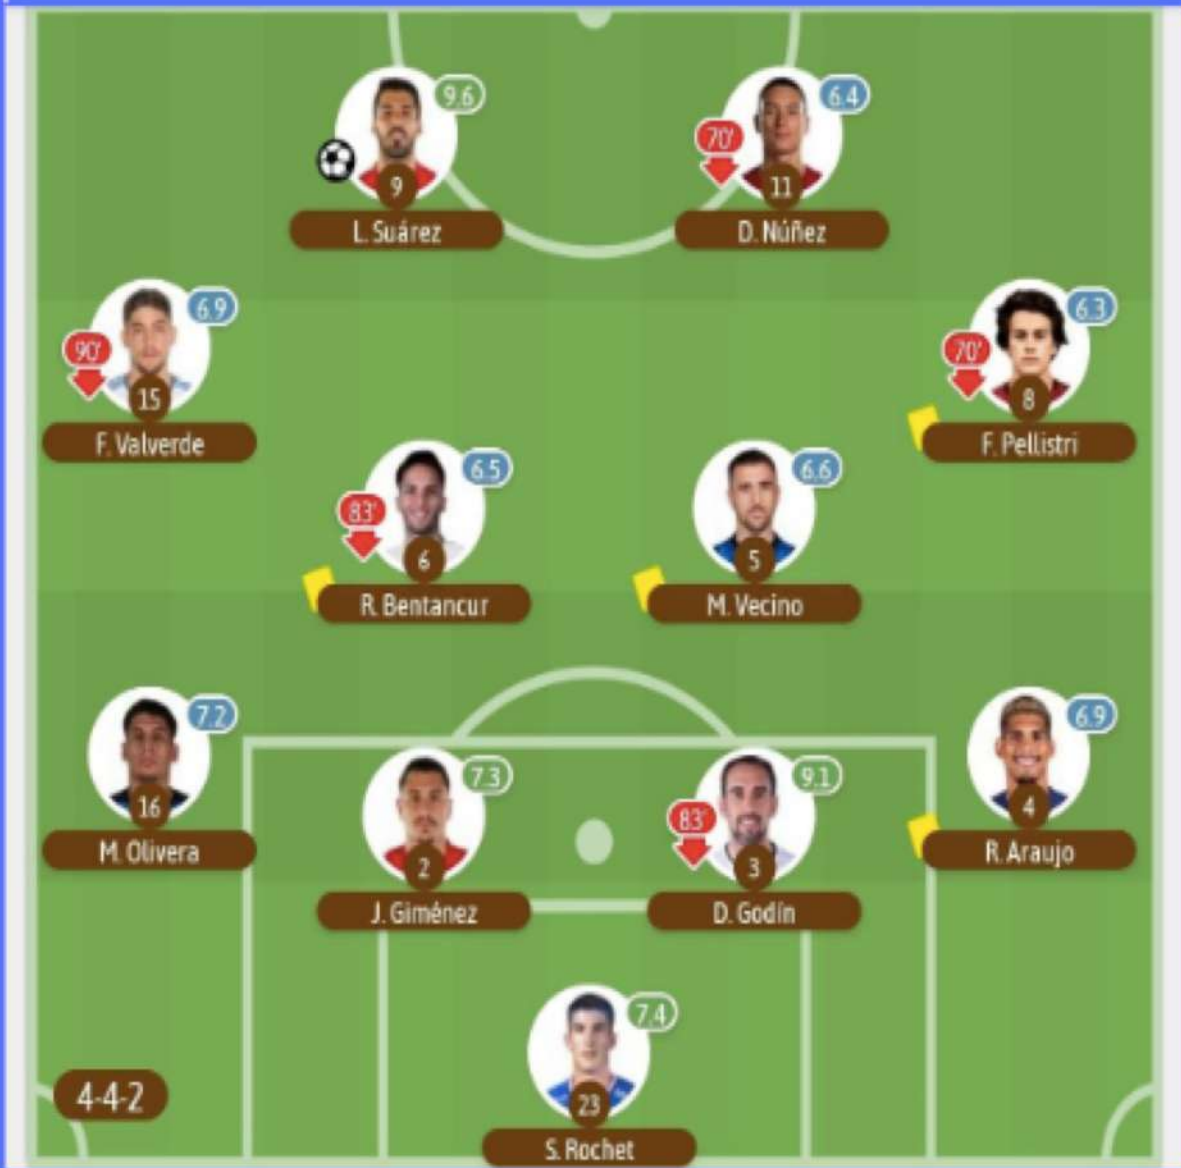 9.6
9
L. Suárez
6.4
70'
11
D. Núñez
6.9
90'
15
F. Valverde
6.3
70'
8
F. Pellistri
6.5
83'
6
R. Bentancur
6.6
5
M. Vecino
7.2
16
M. Olivera
7.3
2
J. Giménez
9.1
83'
3
D. Godín
6.9
4
R. Araujo
7.4
23
S. Rochet
4-4-2